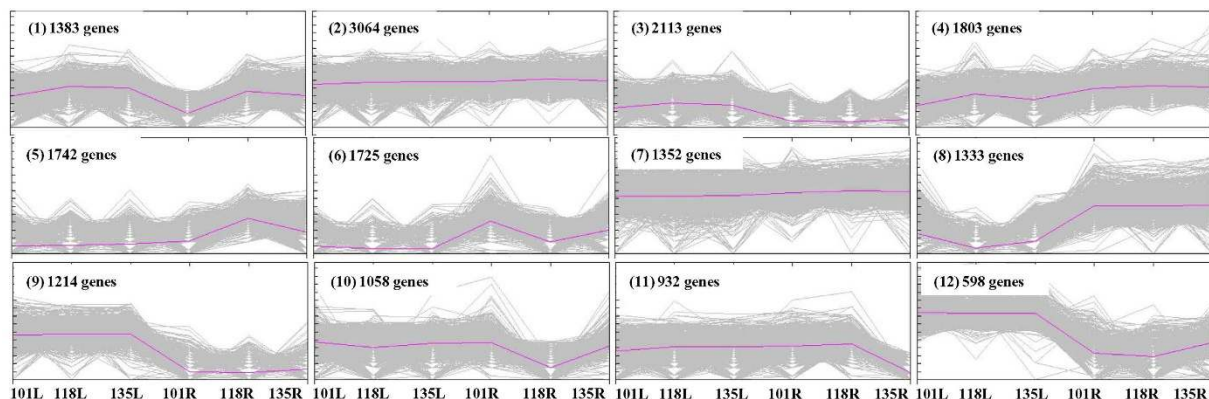 (1) 1383 genes
(2) 3064 genes
(3) 2113 genes
(4) 1803 genes
(5) 1742 genes
(6) 1725 genes
(7) 1352 genes
(8) 1333 genes
(9) 1214 genes
(10) 1058 genes
(11) 932 genes
(12) 598 genes
101L 118L 135L 101R 118R 135R 101L 118L 135L 101R 118R 135R 101L 118L 135L 101R 118R 135R 101L 118L 135L 101R 118R 135R